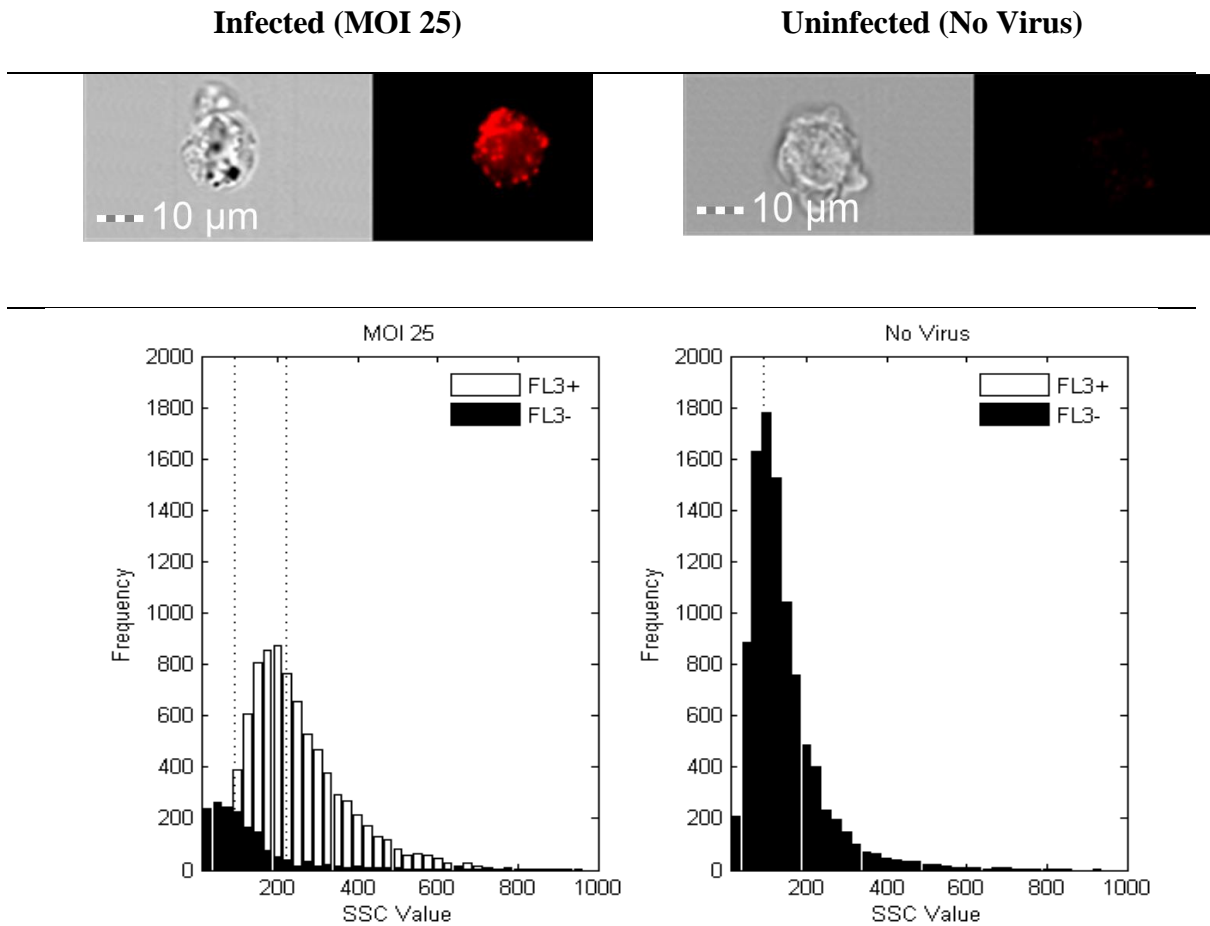 Infected (MOI 25)
Uninfected (No Virus)
10 µm
10 µm
MOI 25
2000
1800
1600
1400
1200
1000
800
600
400
200
0
Frequency
FL3+
FL3-
200
400
600
800
1000
SSC Value
No Virus
2000
1800
1600
1400
1200
1000
800
600
400
200
0
Frequency
FL3+
FL3-
200
400
600
800
1000
SSC Value